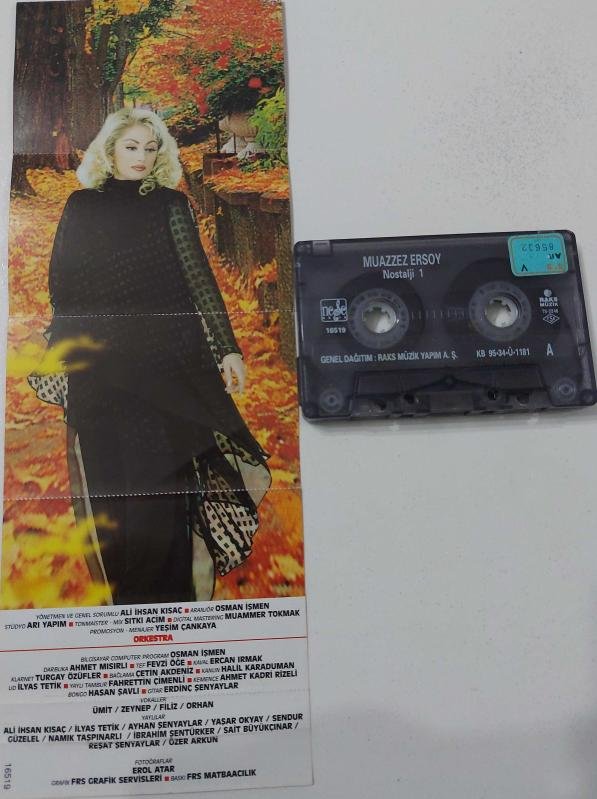 YÖNETMEN VE GENEL SORUMLU ALİ İHSAN KISAÇ ■ ARANJÖR OSMAN İŞMEN
STÜDYO ARI YAPIM ■ TONMAISTER - MİX SITKI ACIM ■ DIGITAL MASTERING MUAMMER TOKMAK
PROMOSYON - MENAJER YEŞİM ÇANKAYA
ORKESTRA
BİLGİSAYAR COMPUTER PROGRAM OSMAN İŞMEN
DARBUKA AHMET MISIRLI ■ TEF FEVZİ ÖĞE ■ KAVAL ERCAN IRMAK
KLARNET TURGAY ÖZÜFLER ■ BAĞLAMA ÇETİN AKDENİZ ■ KANUN HALİL KARADUMAN
UD İLYAS TETİK ■ YAYLI TAMBUR FAHRETTİN ÇİMENLİ ■ KEMENÇE AHMET KADRİ RİZELİ
BONGO HASAN ŞAVLI ■ GİTAR ERDİNÇ ŞENYAYLAR
VOKALLER
ÜMİT / ZEYNEP / FİLİZ / ORHAN
YAYLILAR
ALİ İHSAN KISAÇ / İLYAS TETİK / AYHAN ŞENYAYLAR / YAŞAR OKYAY / SENDUR
GÜZELEL / NAMIK TAŞPINARLI / İBRAHİM ŞENTÜRKER / SAİT BÜYÜKÇINAR /
REŞAT ŞENYAYLAR / ÖZER ARKUN
FOTOĞRAFLAR
EROL ATAR
GRAFİK FRS GRAFİK SERVİSLERİ ■ BASKI FRS MATBAACILIK
16519
MUAZZEZ ERSOY
Nostalji 1
neşe
16519
85632
RAKS
MÜZİK
GENEL DAĞITIM : RAKS MÜZİK YAPIM A. Ş.
KB 95-34-Ü-1181
A